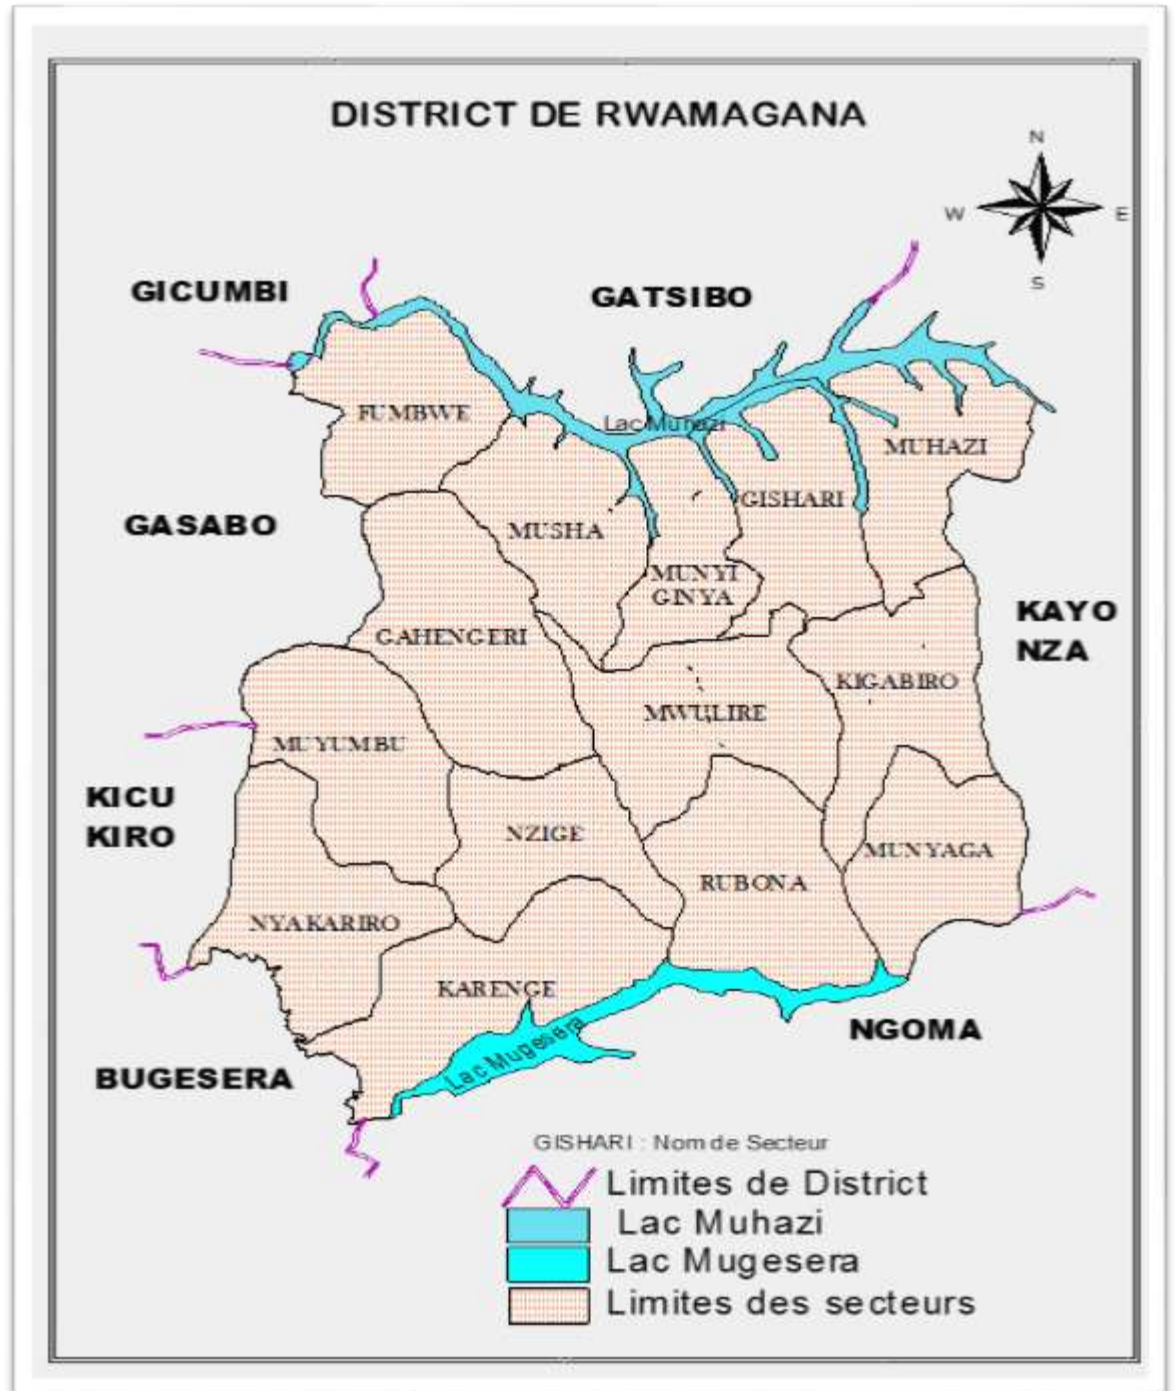 DISTRICT DE RWAMAGANA
N
W
E
S
GICUMBI
GATSIBO
FUMBWE
Lac Muhazi
MUHAZI
GISHARI
GASABO
MUSHA
MUNYI
GINYA
KAYO
NZA
GAHENGERI
KIGABIRO
MWULIRE
MUYUMBU
KICU
KIRO
NZIGE
MUNYAGA
RUBONA
NYAKARIRO
KARENGE
NGOMA
Lac Mugesera
BUGESERA
GISHARI : Nom de Secteur
Limites de District
Lac Muhazi
Lac Mugesera
Limites des secteurs